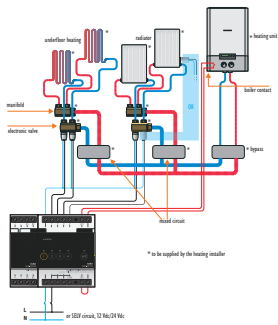 underfloor heating
radiator
* heating unit
OR
boiler contact
manifold
electronic valve
* bypass
mixed circuit
* to be supplied by the heating installer
L
N
or SELV circuit, 12 Vdc/24 Vdc